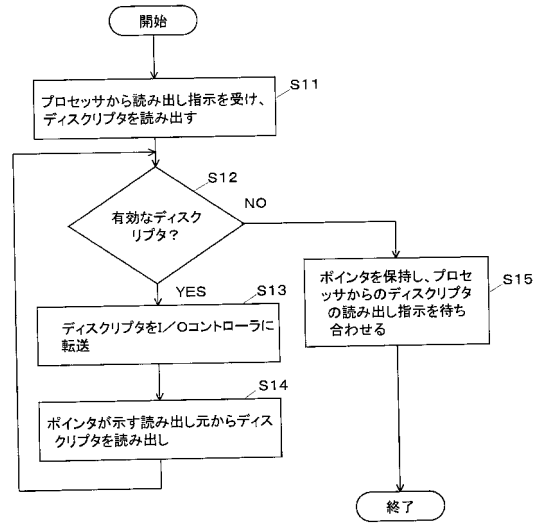 開始
S11
プロセッサから読み出し指示を受け、
ディスクリプタを読み出す
S12
有効なディスク
リプタ？
NO
YES
S13
ディスクリプタをI／Oコントローラに
転送
S14
ポインタが示す読み出し元からディス
クリプタを読み出し
S15
ポインタを保持し、プロセ
ッサからのディスクリプタ
の読み出し指示を待ち
合わせる
終了